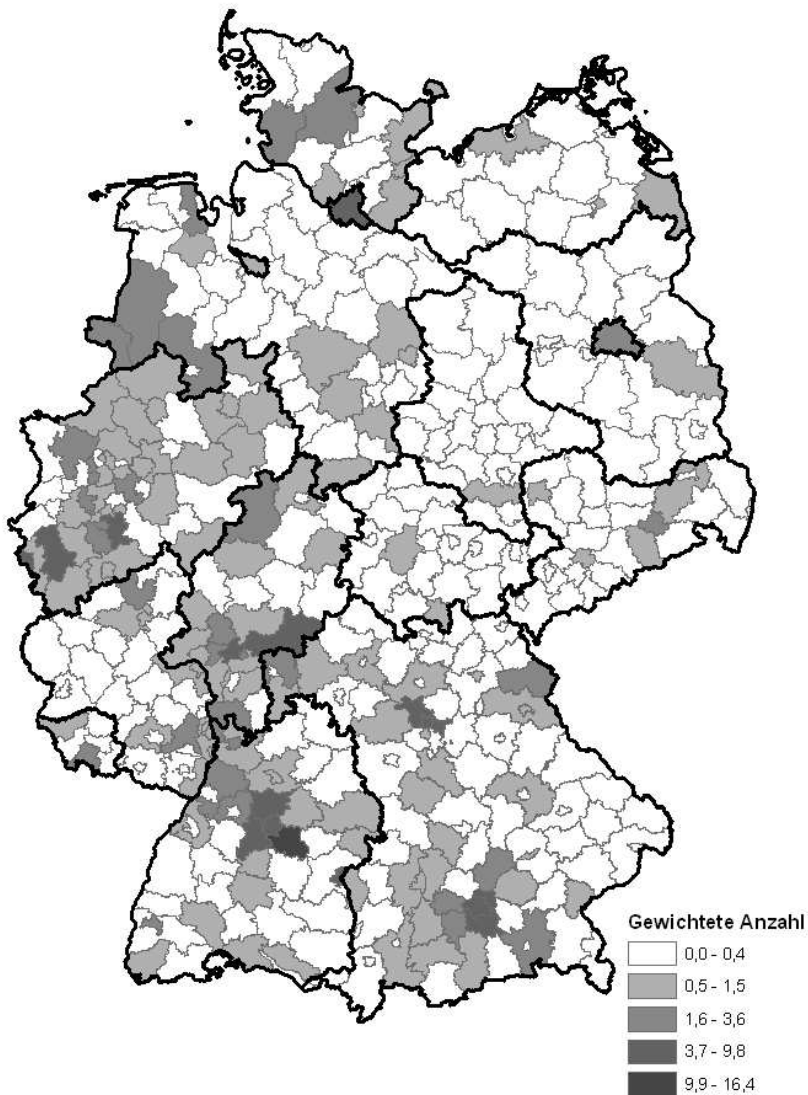 Gewichtete Anzahl
0,0 - 0,4
0,5 - 1,5
1,6 - 3,6
3,7 - 9,8
9,9 - 16,4